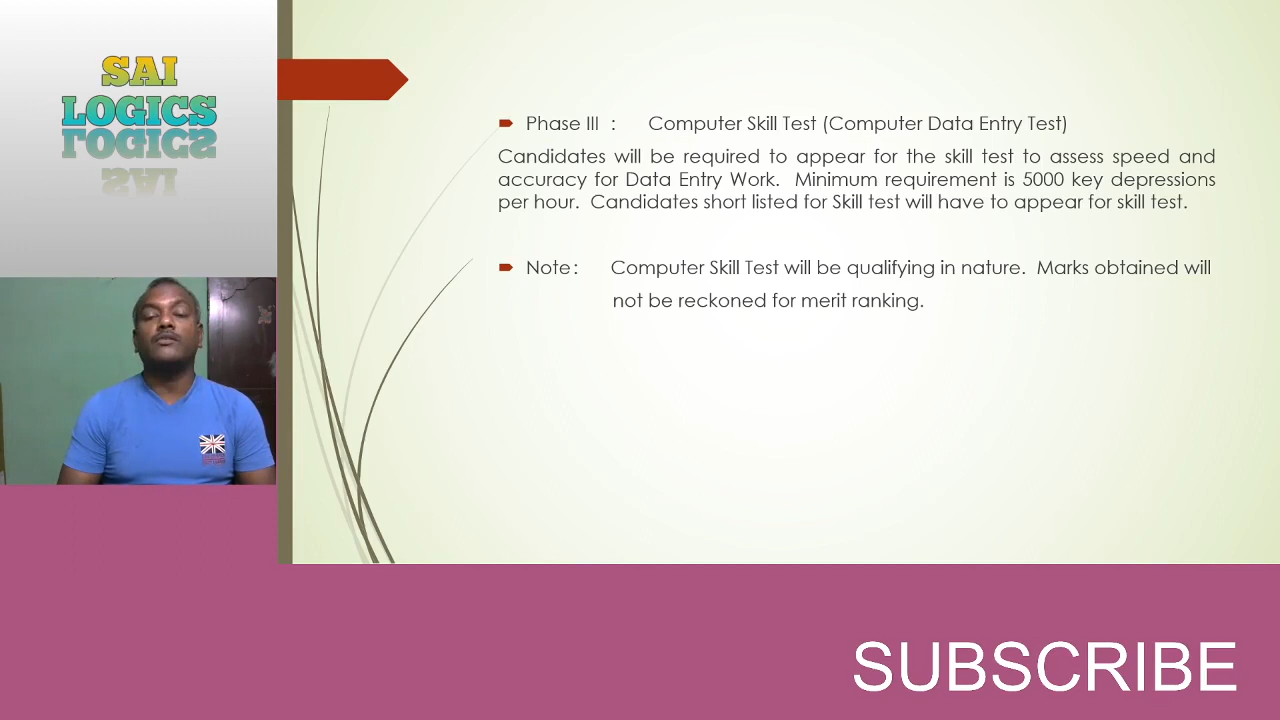 SAI
LOGICS
Phase III : Computer Skill Test (Computer Data Entry Test)
Candidates will be required to appear for the skill test to assess speed and
accuracy for Data Entry Work. Minimum requirement is 5000 key depressions
per hour. Candidates short listed for Skill test will have to appear for skill test.
Note: Computer Skill Test will be qualifying in nature. Marks obtained will
not be reckoned for merit ranking.
SUBSCRIBE